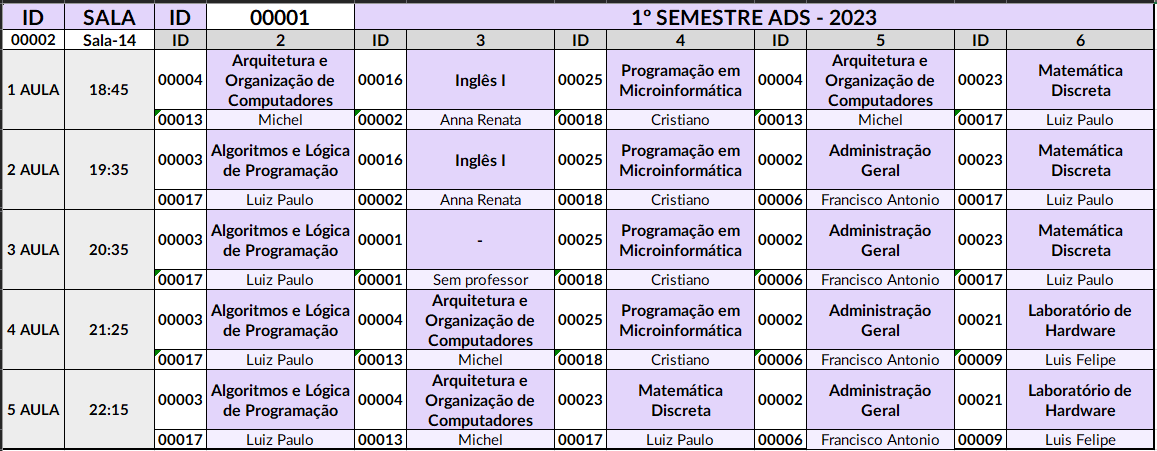 ID SALA ID 00001 1º SEMESTRE ADS - 2023
00002 Sala-14 ID 2 ID 3 ID 4 ID 5 ID 6
1 AULA 18:45 00004 Arquitetura e Organização de Computadores 00016 Inglês I 00025 Programação em Microinformática 00004 Arquitetura e Organização de Computadores 00023 Matemática Discreta
00013 Michel 00002 Anna Renata 00018 Cristiano 00013 Michel 00017 Luiz Paulo
2 AULA 19:35 00003 Algoritmos e Lógica de Programação 00016 Inglês I 00025 Programação em Microinformática 00002 Administração Geral 00023 Matemática Discreta
00017 Luiz Paulo 00002 Anna Renata 00018 Cristiano 00006 Francisco Antonio 00017 Luiz Paulo
3 AULA 20:35 00003 Algoritmos e Lógica de Programação 00001 - 00025 Programação em Microinformática 00002 Administração Geral 00023 Matemática Discreta
00017 Luiz Paulo 00001 Sem professor 00018 Cristiano 00006 Francisco Antonio 00017 Luiz Paulo
4 AULA 21:25 00003 Algoritmos e Lógica de Programação 00004 Arquitetura e Organização de Computadores 00025 Programação em Microinformática 00002 Administração Geral 00021 Laboratório de Hardware
00017 Luiz Paulo 00013 Michel 00018 Cristiano 00006 Francisco Antonio 00009 Luis Felipe
5 AULA 22:15 00003 Algoritmos e Lógica de Programação 00004 Arquitetura e Organização de Computadores 00023 Matemática Discreta 00002 Administração Geral 00021 Laboratório de Hardware
00017 Luiz Paulo 00013 Michel 00017 Luiz Paulo 00006 Francisco Antonio 00009 Luis Felipe